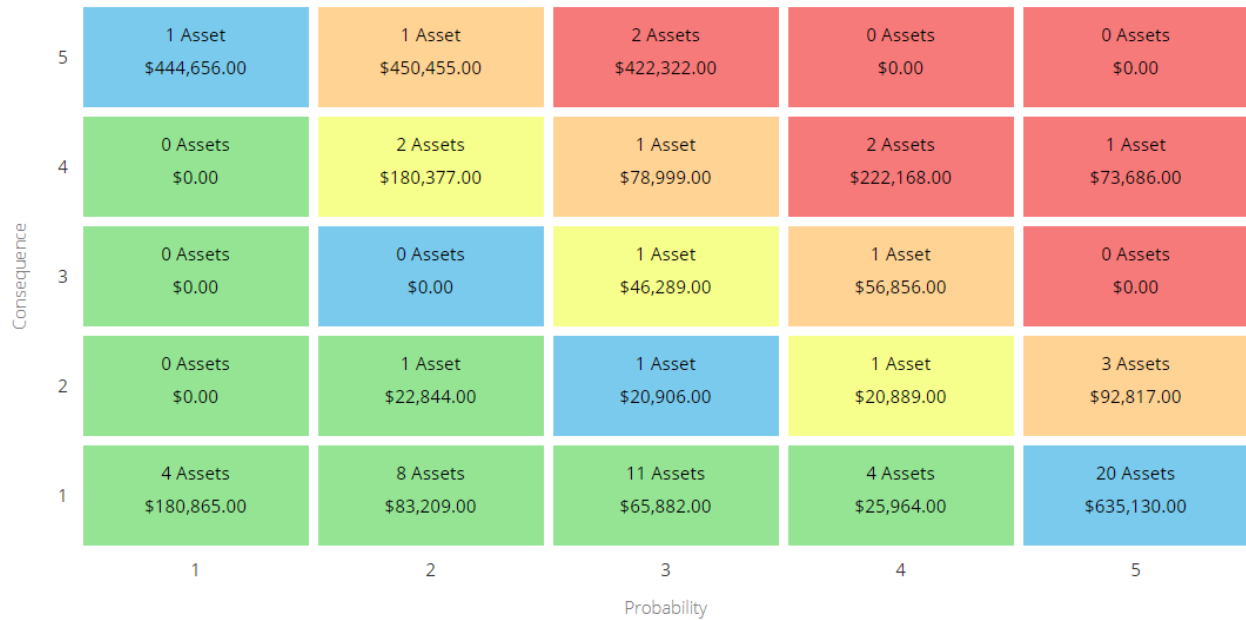 1 Asset 1 Asset 2 Assets 0 Assets 0 Assets
5
$444,656.00 $450,455.00 $422,322.00 $0.00 $0.00
0 Assets 2 Assets 1 Asset 2 Assets 1 Asset
4
$0.00 $180,377.00 $78,999.00 $222,168.00 $73,686.00
Consequence
0 Assets 0 Assets 1 Asset 1 Asset 0 Assets
3
$0.00 $0.00 $46,289.00 $56,856.00 $0.00
0 Assets 1 Asset 1 Asset 1 Asset 3 Assets
2
$0.00 $22,844.00 $20,906.00 $20,889.00 $92,817.00
4 Assets 8 Assets 11 Assets 4 Assets 20 Assets
1
$180,865.00 $83,209.00 $65,882.00 $25,964.00 $635,130.00
1 2 3 4 5
Probability